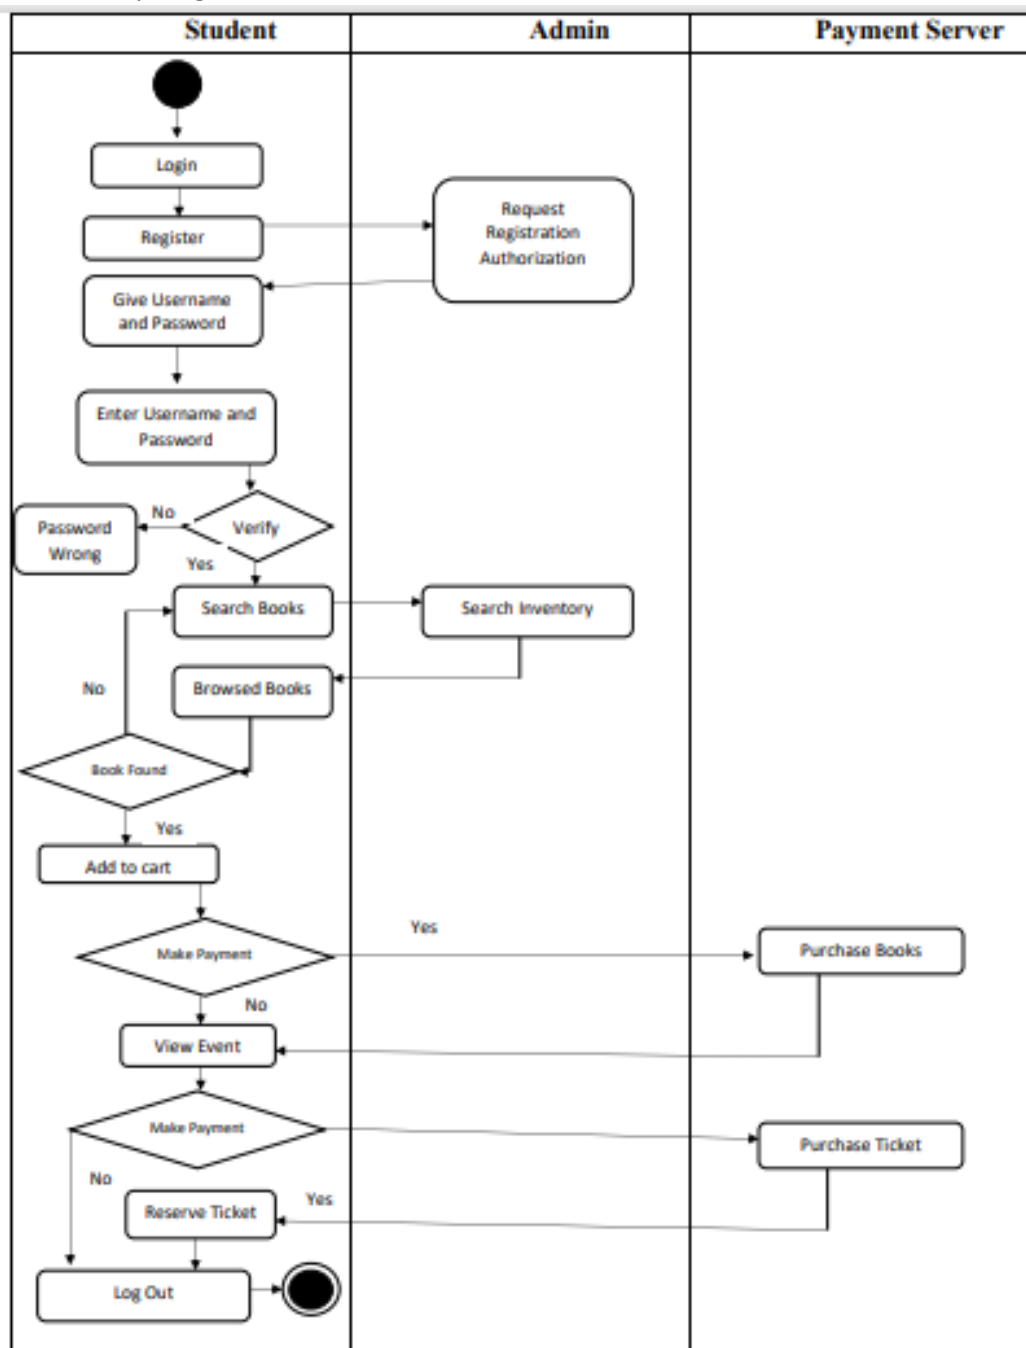 Student
Admin
Payment Server
Login
Register
Request
Registration
Authorization
Give Username
and Password
Enter Username and
Password
Verify
No
Password
Wrong
Yes
Search Books
Search Inventory
Browsed Books
No
Book Found
Yes
Add to cart
Make Payment
Yes
Purchase Books
No
View Event
Make Payment
Purchase Ticket
No
Yes
Reserve Ticket
Log Out